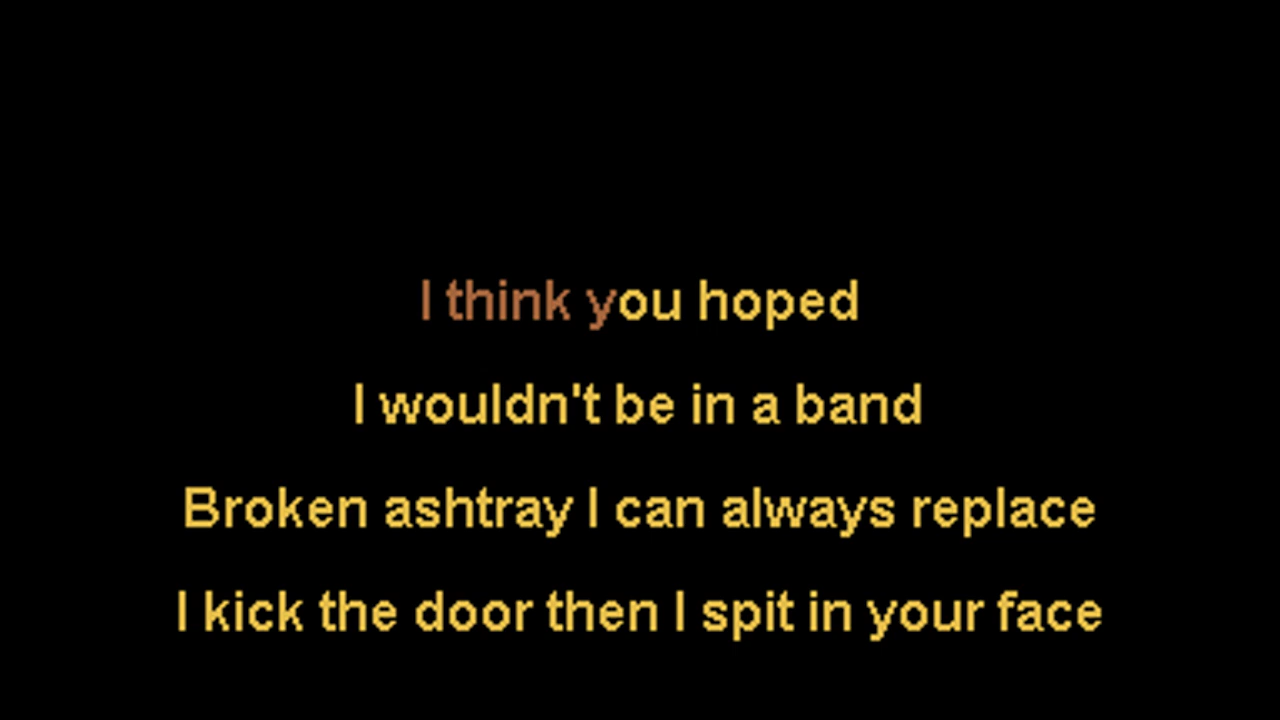 I think you hoped
I wouldn't be in a band
Broken ashtray I can always replace
I kick the door then I spit in your face